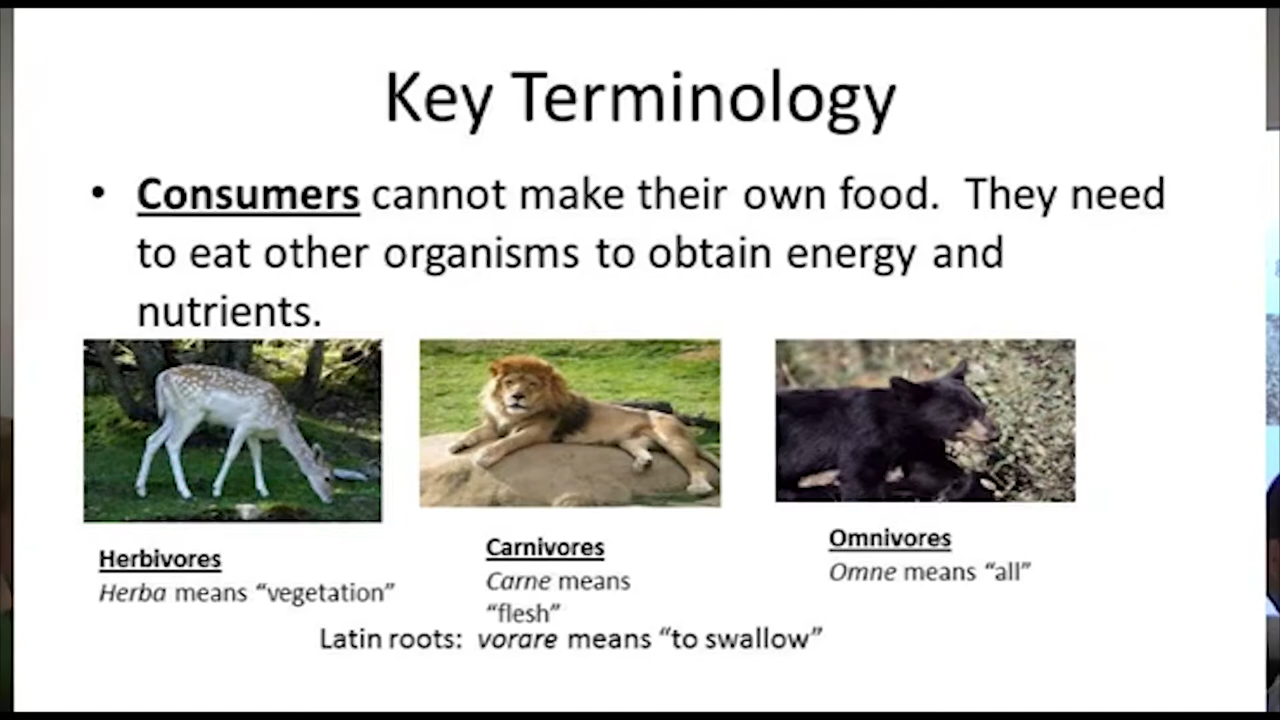 Key Terminology
• Consumers cannot make their own food. They need
to eat other organisms to obtain energy and
nutrients.
Herbivores
Herba means “vegetation”
Carnivores
Carne means
“flesh”
Omnivores
Omne means “all”
Latin roots: vorare means “to swallow”